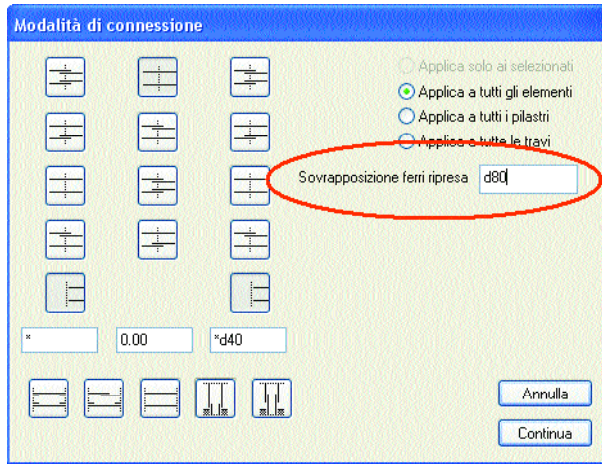 Modalità di connessione
Applica solo ai selezionati
Applica a tutti gli elementi
Applica a tutti i pilastri
Applica a tutte le travi
Sovrapposizione ferri ripresa d80
* 0.00 *d40
Annulla
Continua